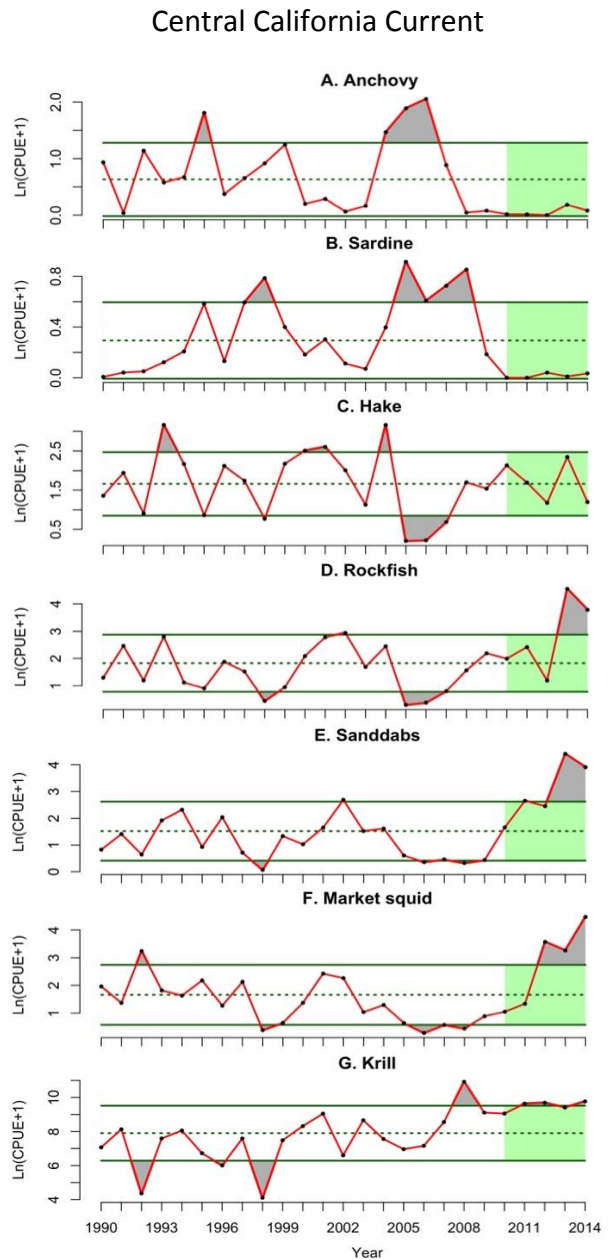 Central California Current
A. Anchovy
Ln(CPUE+1)
2.0
1.0
0.0
B. Sardine
Ln(CPUE+1)
0.8
0.4
0.0
C. Hake
Ln(CPUE+1)
2.5
1.5
0.5
D. Rockfish
Ln(CPUE+1)
4
3
2
1
E. Sanddabs
Ln(CPUE+1)
4
3
2
1
0
F. Market squid
Ln(CPUE+1)
4
3
2
1
G. Krill
Ln(CPUE+1)
10
8
6
4
1990 1993 1996 1999 2002 2005 2008 2011 2014
Year